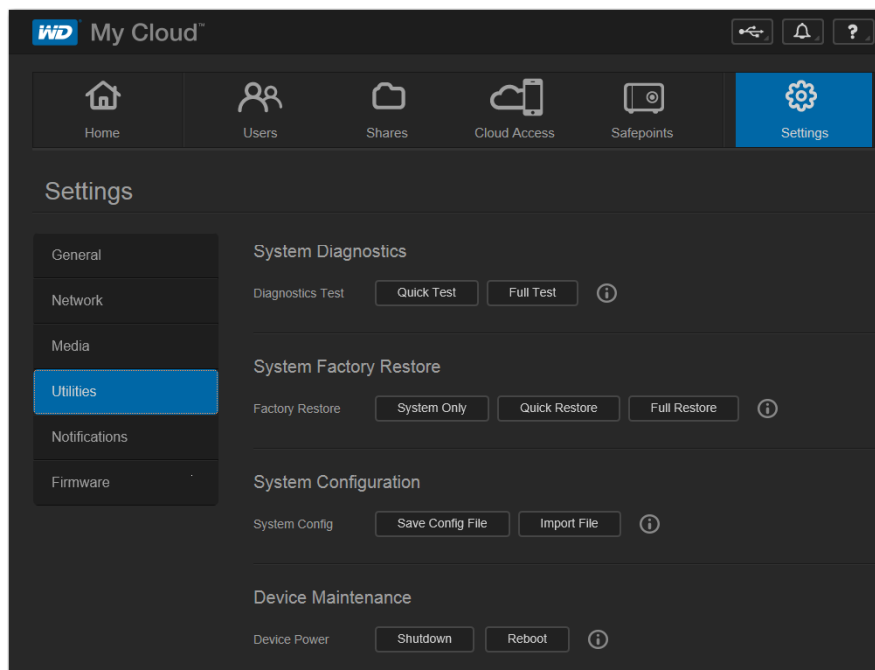 WD My Cloud™
?
Home Users Shares Cloud Access Safepoints Settings
Settings
General
Network
Media
Utilities
Notifications
Firmware
System Diagnostics
Diagnostics Test Quick Test Full Test
System Factory Restore
Factory Restore System Only Quick Restore Full Restore
System Configuration
System Config Save Config File Import File
Device Maintenance
Device Power Shutdown Reboot